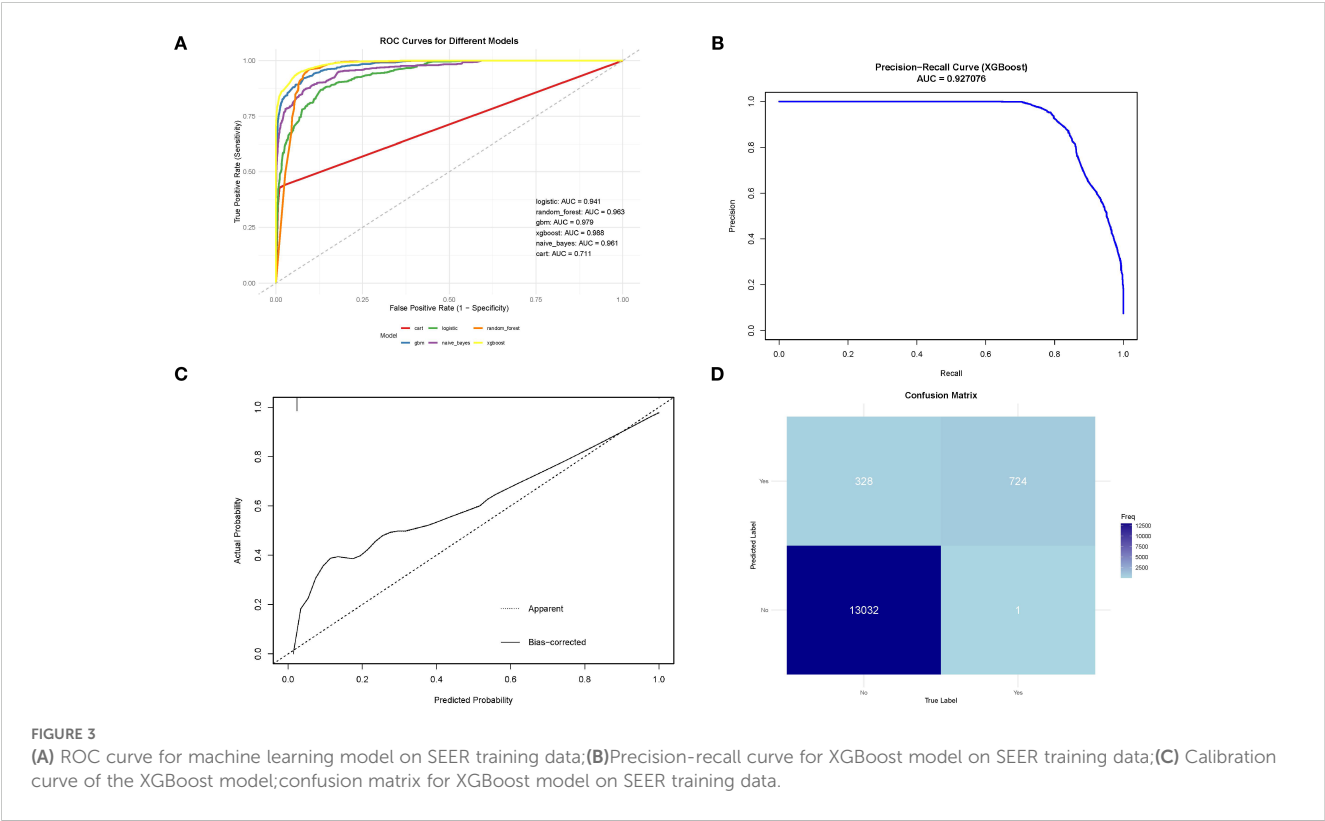 A
ROC Curves for Different Models
True Positive Rate (Sensitivity)
1.00
0.75
0.50
0.25
0.00
logistic: AUC = 0.941
random_forest: AUC = 0.963
gbm: AUC = 0.979
xgboost: AUC = 0.988
naive_bayes: AUC = 0.961
cart: AUC = 0.711
0.00 0.25 0.50 0.75 1.00
False Positive Rate (1 − Specificity)
Model
cart logistic random_forest
gbm naive_bayes xgboost
B
Precision−Recall Curve (XGBoost)
AUC = 0.927076
Precision
1.0
0.8
0.6
0.4
0.2
0.0
0.0 0.2 0.4 0.6 0.8 1.0
Recall
C
Actual Probability
1.0
0.8
0.6
0.4
0.2
0.0
Apparent
Bias−corrected
0.0 0.2 0.4 0.6 0.8 1.0
Predicted Probability
D
Confusion Matrix
Predicted Label
Yes
328 724
No
13032 1
No Yes
True Label
Freq
12500
10000
7500
5000
2500
FIGURE 3
(A) ROC curve for machine learning model on SEER training data;(B)Precision-recall curve for XGBoost model on SEER training data;(C) Calibration
curve of the XGBoost model;confusion matrix for XGBoost model on SEER training data.